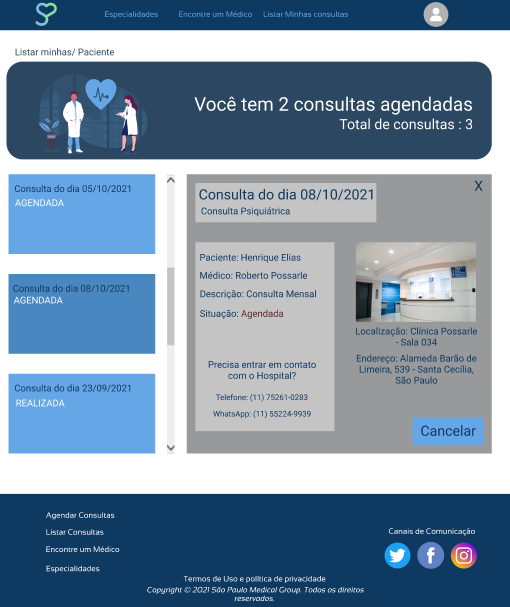 Especialidades
Encontre um Médico
Listar Minhas consultas
Listar minhas/ Paciente
Você tem 2 consultas agendadas
Total de consultas : 3
Consulta do dia 05/10/2021
AGENDADA
Consulta do dia 08/10/2021
AGENDADA
Consulta do dia 23/09/2021
REALIZADA
Consulta do dia 08/10/2021
X
Consulta Psiquiátrica
Paciente: Henrique Elias
Médico: Roberto Possarle
Descrição: Consulta Mensal
Situação: Agendada
Precisa entrar em contato
com o Hospital?
Telefone: (11) 75261-0283
WhatsApp: (11) 55224-9939
Localização: Clínica Possarle
- Sala 034
Endereço: Alameda Barão de
Limeira, 539 - Santa Cecília,
São Paulo
Cancelar
Agendar Consultas
Listar Consultas
Encontre um Médico
Especialidades
Canais de Comunicação
Termos de Uso e política de privacidade
Copyright © 2021 São Paulo Medical Group. Todos os direitos
reservados.